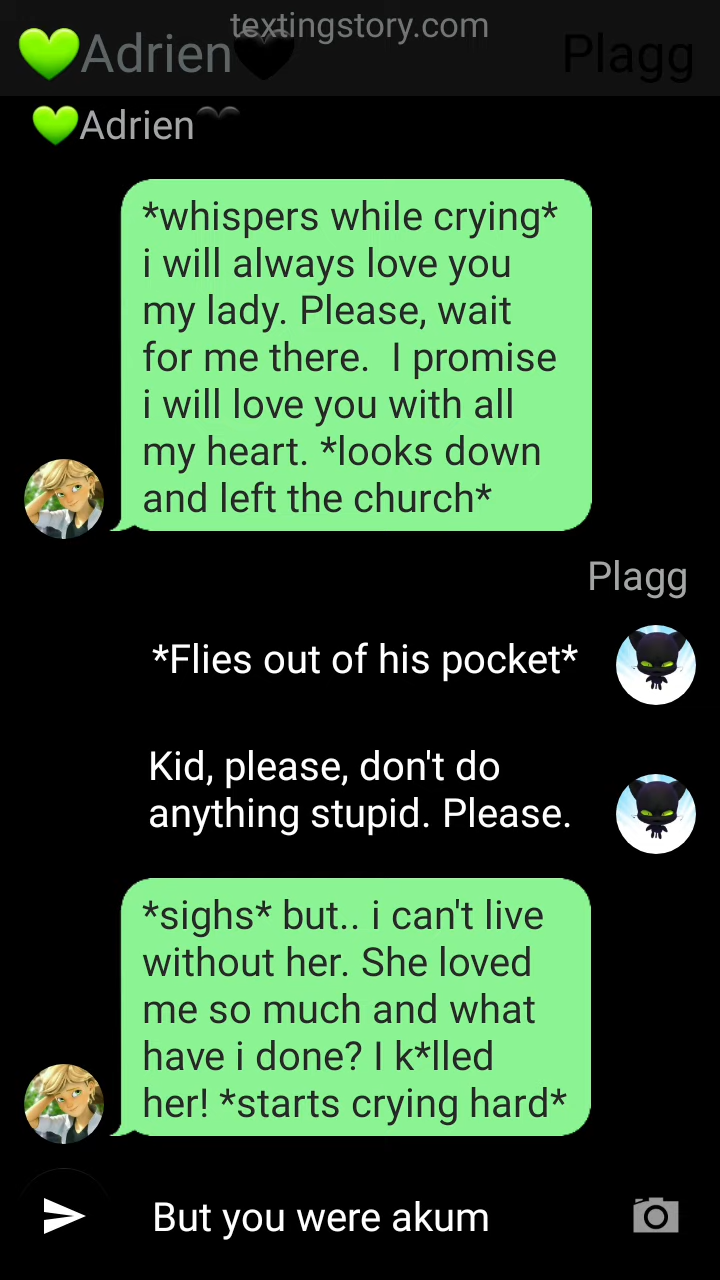 textingstory.com
💚Adrien🖤
Plagg
💚Adrien🖤
*whispers while crying*
i will always love you
my lady. Please, wait
for me there.  I promise
i will love you with all
my heart. *looks down
and left the church*
Plagg
*Flies out of his pocket*
Kid, please, don't do
anything stupid. Please.
*sighs* but.. i can't live
without her. She loved
me so much and what
have i done? I k*lled
her! *starts crying hard*
But you were akum